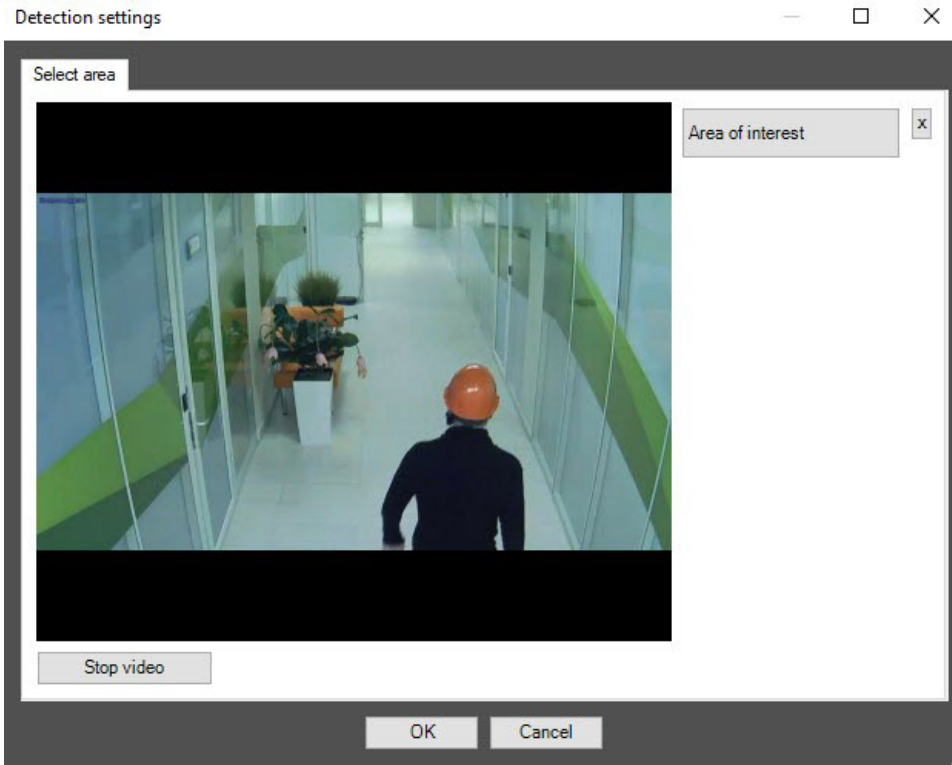 Detection settings
Select area
Area of interest
x
Stop video
OK
Cancel